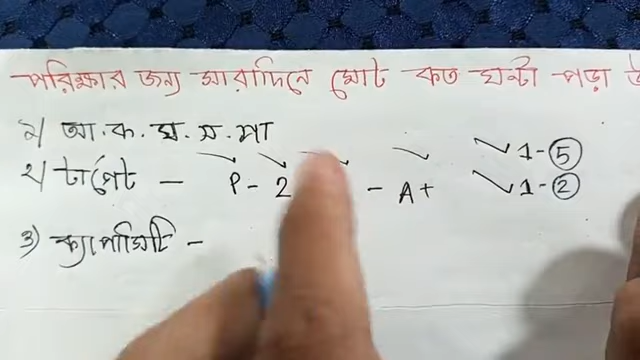 পরিক্ষার জন্য সারাদিনে মোট কত ঘন্টা পড়া উ
১/ আ.ক.ঘ.ন.পা 1-5
২/ টার্গেট - P-2 - A+ 1-2
৩) ক্যাপাসিটি -